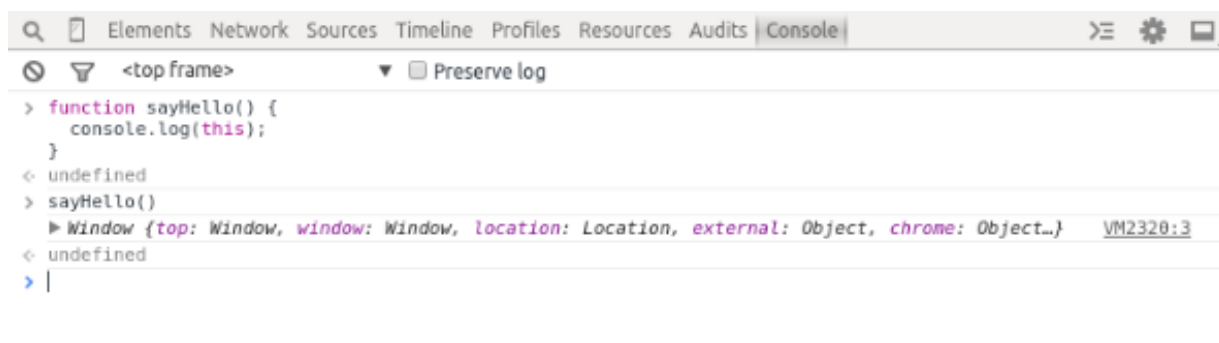 Elements Network Sources Timeline Profiles Resources Audits Console
<top frame> ▼ Preserve log
> function sayHello() {
console.log(this);
}
<· undefined
> sayHello()
▶ Window {top: Window, window: Window, location: Location, external: Object, chrome: Object…} VM2320:3
<· undefined
>